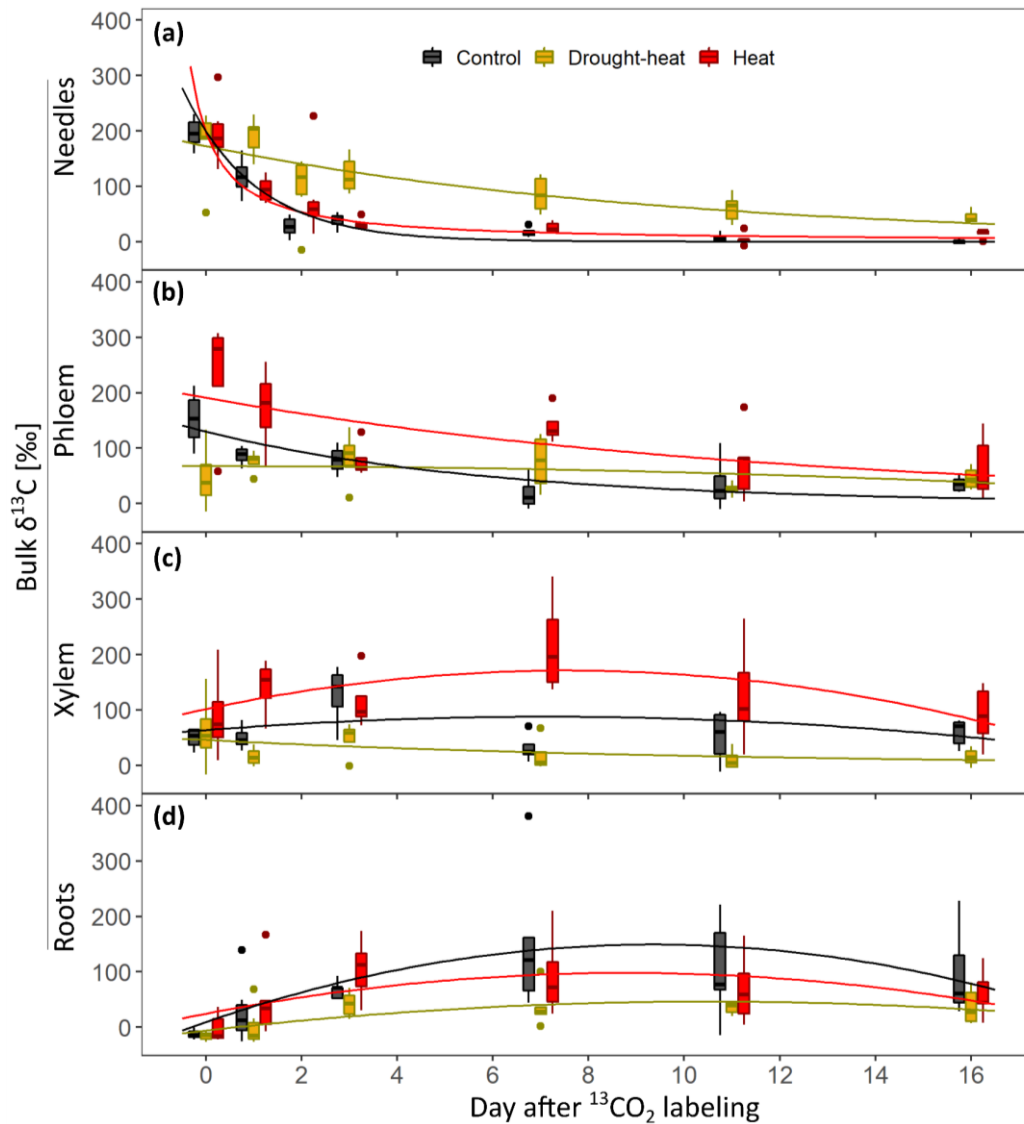 (a)
Control Drought-heat Heat
400
300
200
100
0
Needles
(b)
400
300
200
100
0
Phloem
Bulk δ¹³C [‰]
(c)
400
300
200
100
0
Xylem
(d)
400
300
200
100
0
Roots
0 2 4 6 8 10 12 14 16
Day after ¹³CO₂ labeling